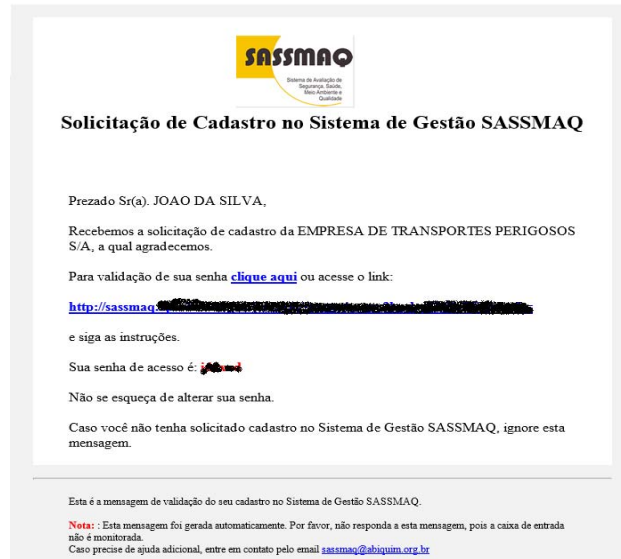 SASSMAQ
Sistema de Avaliação de
Segurança, Saúde,
Meio Ambiente e
Qualidade
Solicitação de Cadastro no Sistema de Gestão SASSMAQ
Prezado Sr(a). JOAO DA SILVA,
Recebemos a solicitação de cadastro da EMPRESA DE TRANSPORTES PERIGOSOS
S/A, a qual agradecemos.
Para validação de sua senha clique aqui ou acesse o link:
http://sassmaq.
e siga as instruções.
Sua senha de acesso é:
Não se esqueça de alterar sua senha.
Caso você não tenha solicitado cadastro no Sistema de Gestão SASSMAQ, ignore esta
mensagem.
Esta é a mensagem de validação do seu cadastro no Sistema de Gestão SASSMAQ.
Nota: : Esta mensagem foi gerada automaticamente. Por favor, não responda a esta mensagem, pois a caixa de entrada
não é monitorada.
Caso precise de ajuda adicional, entre em contato pelo email sassmaq@abiquim.org.br